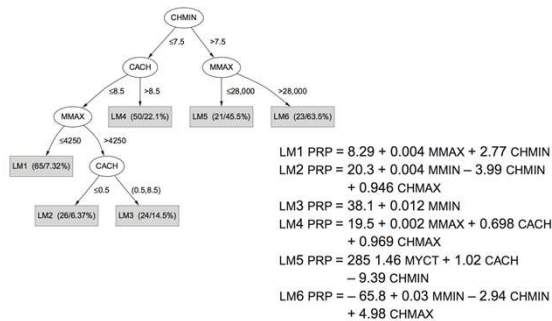 CHMIN
≤7.5
>7.5
CACH
MMAX
≤8.5
>8.5
≤28,000
>28,000
MMAX
LM4 (50/22.1%)
LM5 (21/45.5%)
LM6 (23/63.5%)
≤4250
>4250
LM1 (65/7.32%)
CACH
≤0.5
(0.5,8.5)
LM2 (26/6.37%)
LM3 (24/14.5%)
LM1 PRP = 8.29 + 0.004 MMAX + 2.77 CHMIN
LM2 PRP = 20.3 + 0.004 MMIN – 3.99 CHMIN
+ 0.946 CHMAX
LM3 PRP = 38.1 + 0.012 MMIN
LM4 PRP = 19.5 + 0.002 MMAX + 0.698 CACH
+ 0.969 CHMAX
LM5 PRP = 285 1.46 MYCT + 1.02 CACH
– 9.39 CHMIN
LM6 PRP = – 65.8 + 0.03 MMIN – 2.94 CHMIN
+ 4.98 CHMAX